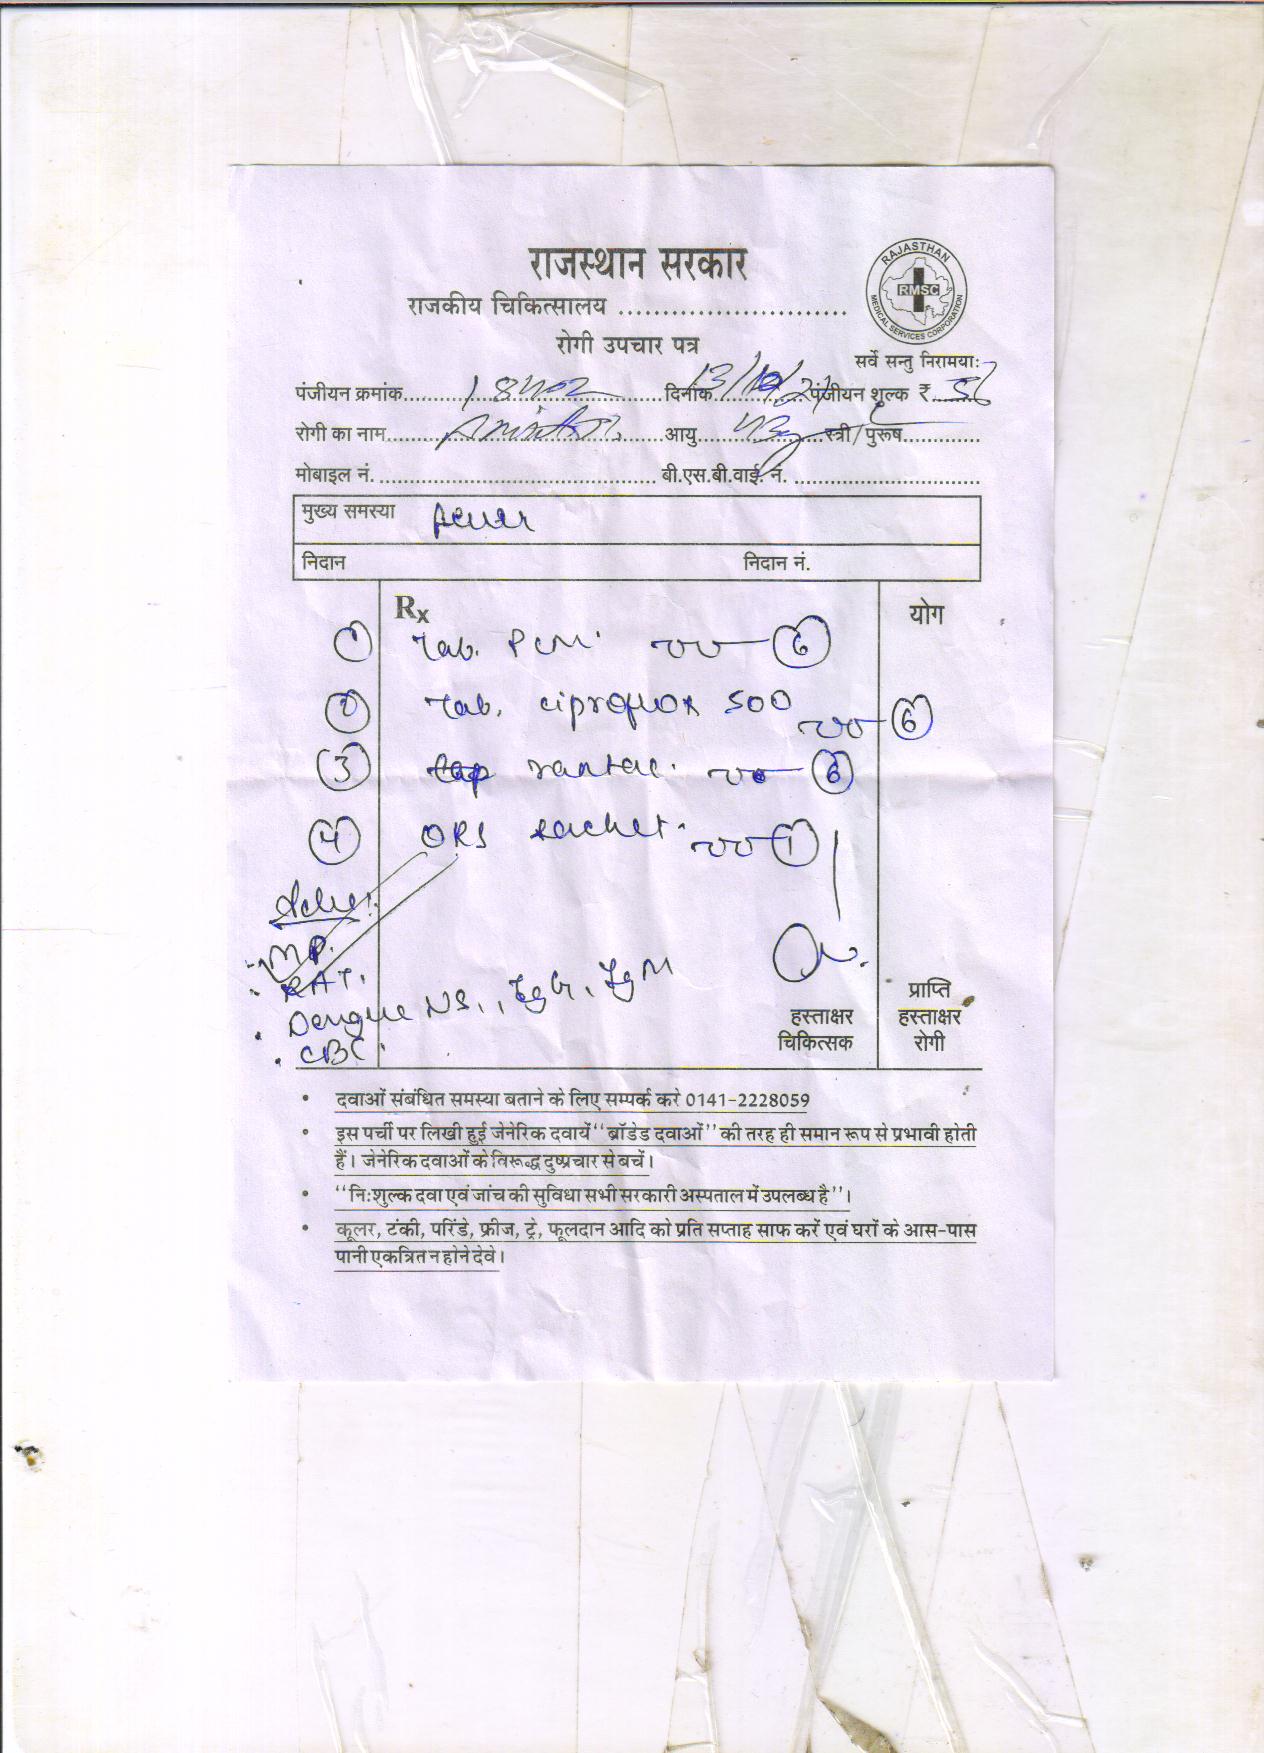 राजस्थान सरकार
राजकीय चिकित्सालय ..........................
RAJASTHAN
RMSC
MEDICAL SERVICES CORPORATION
रोगी उपचार पत्र
सर्वे सन्तु निरामयाः
पंजीयन क्रमांक.......... दिनांक 13/10/24 पंजीयन शुल्क ₹ 5/
रोगी का नाम.......... आयु.......... स्त्री/पुरूष..........
मोबाइल नं. .......... बी.एस.बी.वाई. नं. ..........
मुख्य समस्या fever
निदान निदान नं.
Rx योग
1 Tab. PCM. 6
2 Tab. ciproflox 500 6
3 rantac. 6
4 ORS sachet. 1
Adv:
- MP.
. RAT.
. Dengue NS1, IgG, IgM
. CBC.
हस्ताक्षर चिकित्सक
प्राप्ति हस्ताक्षर रोगी
• दवाओं संबंधित समस्या बताने के लिए सम्पर्क करे 0141-2228059
• इस पर्ची पर लिखी हुई जेनेरिक दवायें "ब्रॉडेड दवाओं" की तरह ही समान रूप से प्रभावी होती
हैं। जेनेरिक दवाओं के विरूद्ध दुष्प्रचार से बचें।
• "नि:शुल्क दवा एवं जांच की सुविधा सभी सरकारी अस्पताल में उपलब्ध है"।
• कूलर, टंकी, परिंडे, फ्रीज, ट्रे, फूलदान आदि को प्रति सप्ताह साफ करें एवं घरों के आस-पास
पानी एकत्रित न होने देवे।